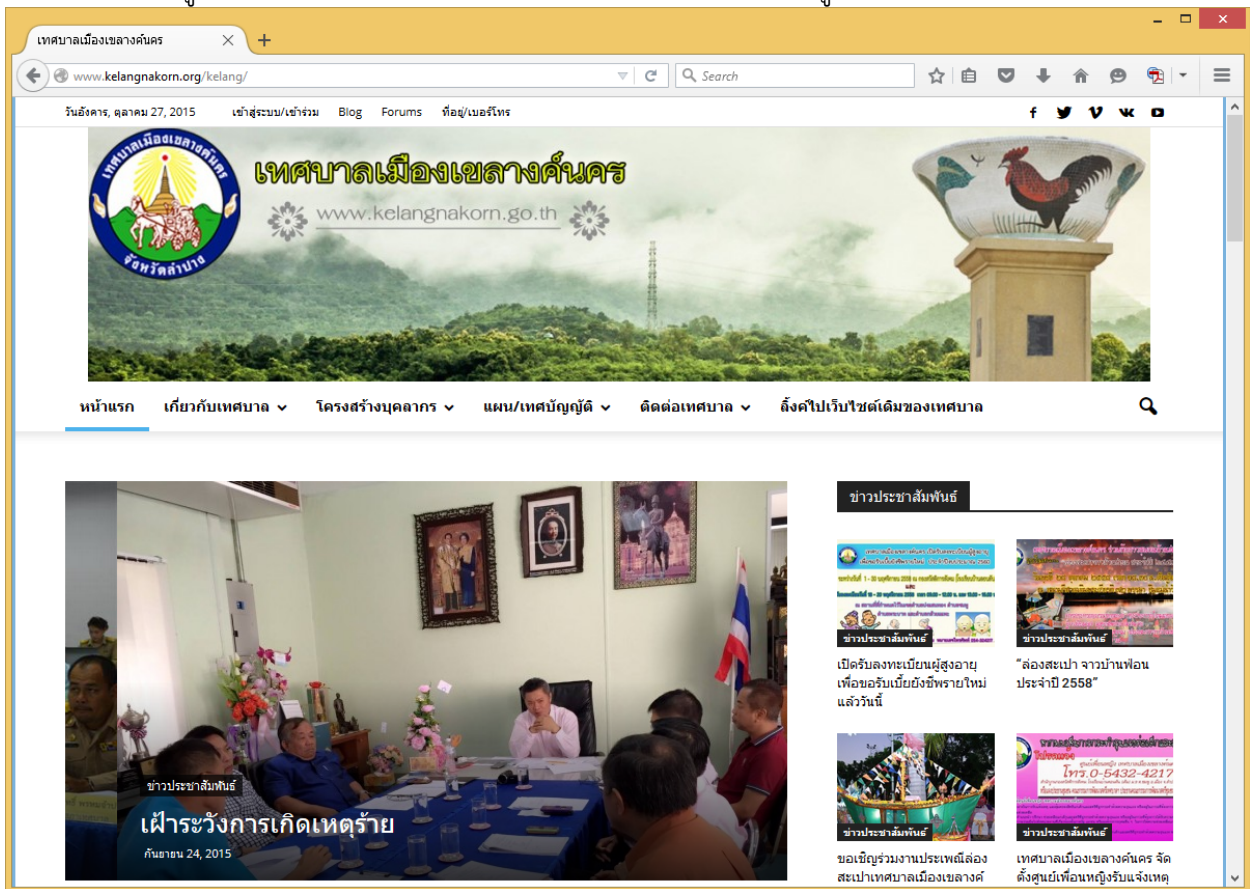 เทศบาลเมืองเขลางค์นคร
www.kelangnakorn.org/kelang/
Search
วันอังคาร, ตุลาคม 27, 2015 เข้าสู่ระบบ/เข้าร่วม Blog Forums ที่อยู่/เบอร์โทร
เทศบาลเมืองเขลางค์นคร
จังหวัดลำปาง
เทศบาลเมืองเขลางค์นคร
www.kelangnakorn.go.th
หน้าแรก เกี่ยวกับเทศบาล โครงสร้างบุคลากร แผน/เทศบัญญัติ ติดต่อเทศบาล ลิ้งค์ไปเว็บไซต์เดิมของเทศบาล
ข่าวประชาสัมพันธ์
เฝ้าระวังการเกิดเหตุร้าย
กันยายน 24, 2015
ข่าวประชาสัมพันธ์
ข่าวประชาสัมพันธ์
เปิดรับลงทะเบียนผู้สูงอายุ
เพื่อขอรับเบี้ยยังชีพรายใหม่
แล้ววันนี้
ข่าวประชาสัมพันธ์
“ล่องสะเปา จาวบ้านฟ่อน
ประจำปี 2558”
ข่าวประชาสัมพันธ์
ขอเชิญร่วมงานประเพณีล่อง
สะเปาเทศบาลเมืองเขลางค์
โทร.0-5432-4217
ข่าวประชาสัมพันธ์
เทศบาลเมืองเขลางค์นคร จัด
ตั้งศูนย์เพื่อนหญิงรับแจ้งเหตุ